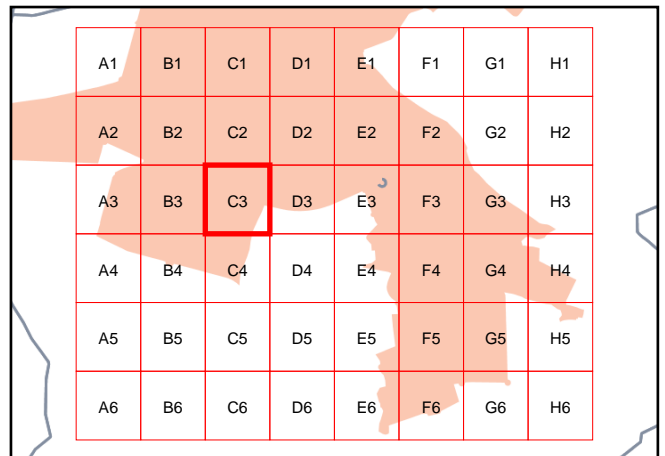 A1 B1 C1 D1 E1 F1 G1 H1
A2 B2 C2 D2 E2 F2 G2 H2
A3 B3 C3 D3 E3 F3 G3 H3
A4 B4 C4 D4 E4 F4 G4 H4
A5 B5 C5 D5 E5 F5 G5 H5
A6 B6 C6 D6 E6 F6 G6 H6